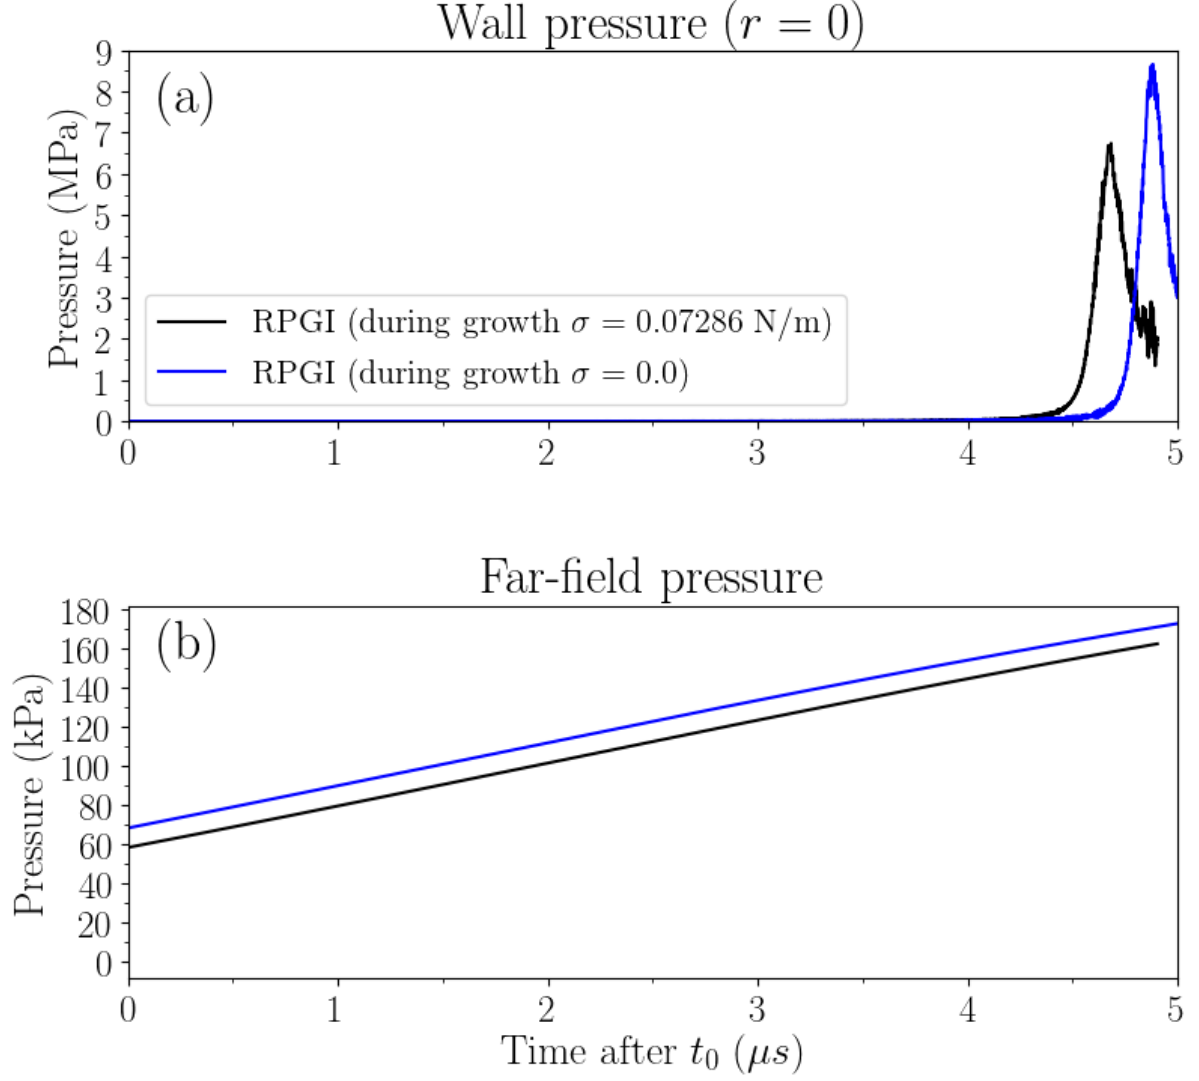 Wall pressure (r = 0)
(a)
Pressure (MPa)
9
8
7
6
5
4
3
2
1
0
RPGI (during growth σ = 0.07286 N/m)
RPGI (during growth σ = 0.0)
0 1 2 3 4 5
Far-field pressure
(b)
Pressure (kPa)
180
160
140
120
100
80
60
40
20
0
0 1 2 3 4 5
Time after t₀ (μs)